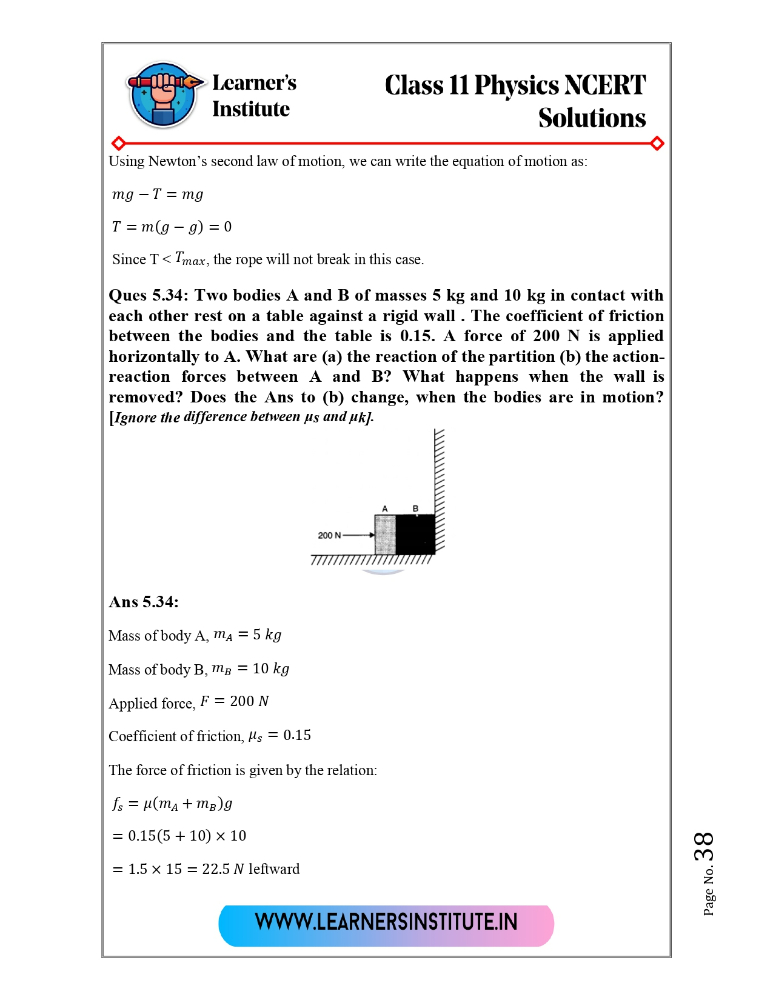 Learner's
Institute
Class 11 Physics NCERT
Solutions
Using Newton's second law of motion, we can write the equation of motion as:
mg − T = mg
T = m(g − g) = 0
Since T < T_max, the rope will not break in this case.
Ques 5.34: Two bodies A and B of masses 5 kg and 10 kg in contact with
each other rest on a table against a rigid wall . The coefficient of friction
between the bodies and the table is 0.15. A force of 200 N is applied
horizontally to A. What are (a) the reaction of the partition (b) the action-
reaction forces between A and B? What happens when the wall is
removed? Does the Ans to (b) change, when the bodies are in motion?
[Ignore the difference between μs and μk].
A B
200 N
Ans 5.34:
Mass of body A, m_A = 5 kg
Mass of body B, m_B = 10 kg
Applied force, F = 200 N
Coefficient of friction, μ_s = 0.15
The force of friction is given by the relation:
f_s = μ(m_A + m_B)g
= 0.15(5 + 10) × 10
= 1.5 × 15 = 22.5 N leftward
Page No. 38
WWW.LEARNERSINSTITUTE.IN